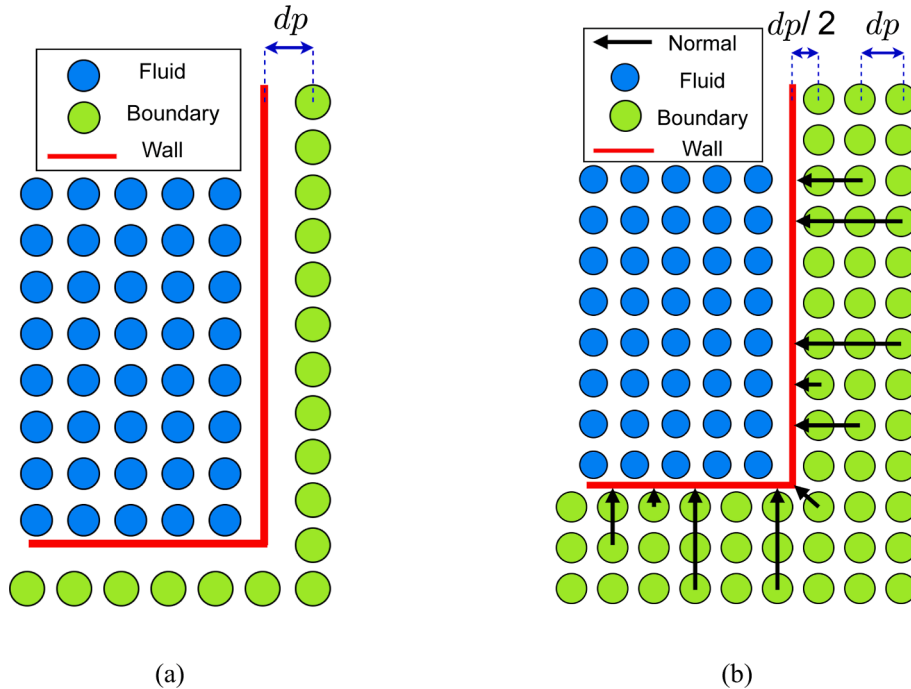 dp
Fluid
Boundary
Wall
dp/2
dp
Normal
Fluid
Boundary
Wall
(a)
(b)